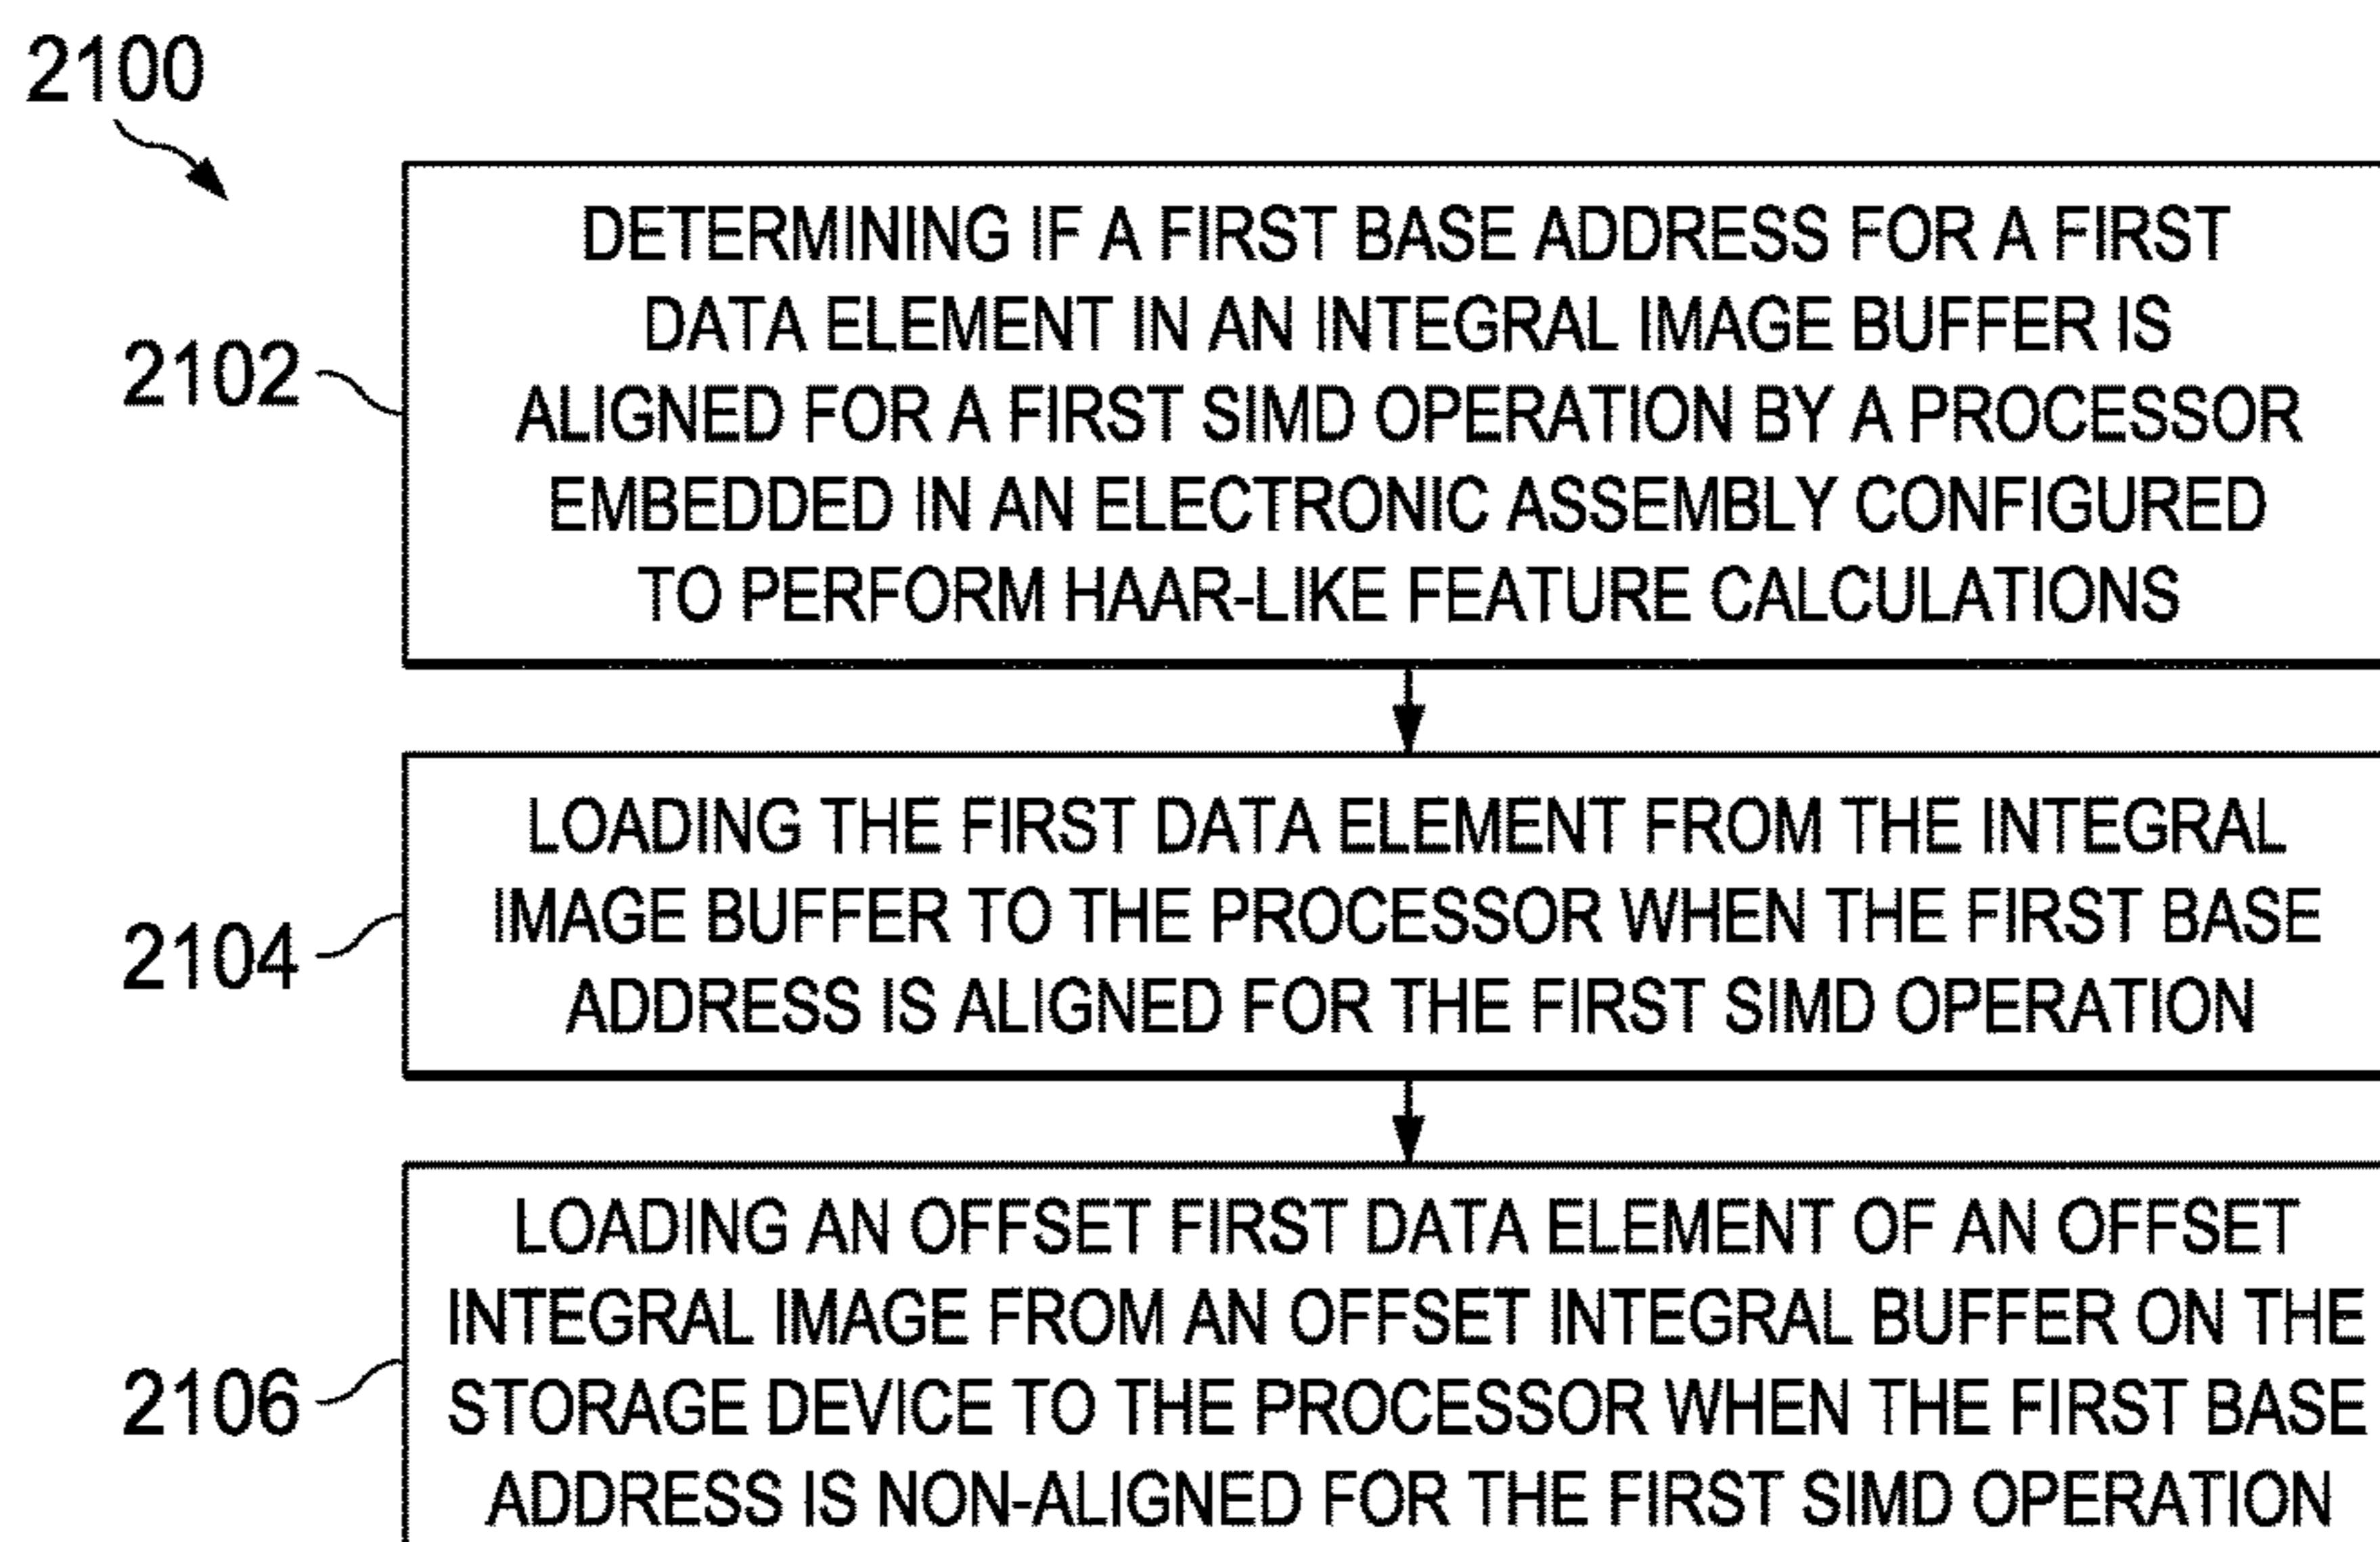 2100
2102
DETERMINING IF A FIRST BASE ADDRESS FOR A FIRST
DATA ELEMENT IN AN INTEGRAL IMAGE BUFFER IS
ALIGNED FOR A FIRST SIMD OPERATION BY A PROCESSOR
EMBEDDED IN AN ELECTRONIC ASSEMBLY CONFIGURED
TO PERFORM HAAR-LIKE FEATURE CALCULATIONS
2104
LOADING THE FIRST DATA ELEMENT FROM THE INTEGRAL
IMAGE BUFFER TO THE PROCESSOR WHEN THE FIRST BASE
ADDRESS IS ALIGNED FOR THE FIRST SIMD OPERATION
2106
LOADING AN OFFSET FIRST DATA ELEMENT OF AN OFFSET
INTEGRAL IMAGE FROM AN OFFSET INTEGRAL BUFFER ON THE
STORAGE DEVICE TO THE PROCESSOR WHEN THE FIRST BASE
ADDRESS IS NON-ALIGNED FOR THE FIRST SIMD OPERATION